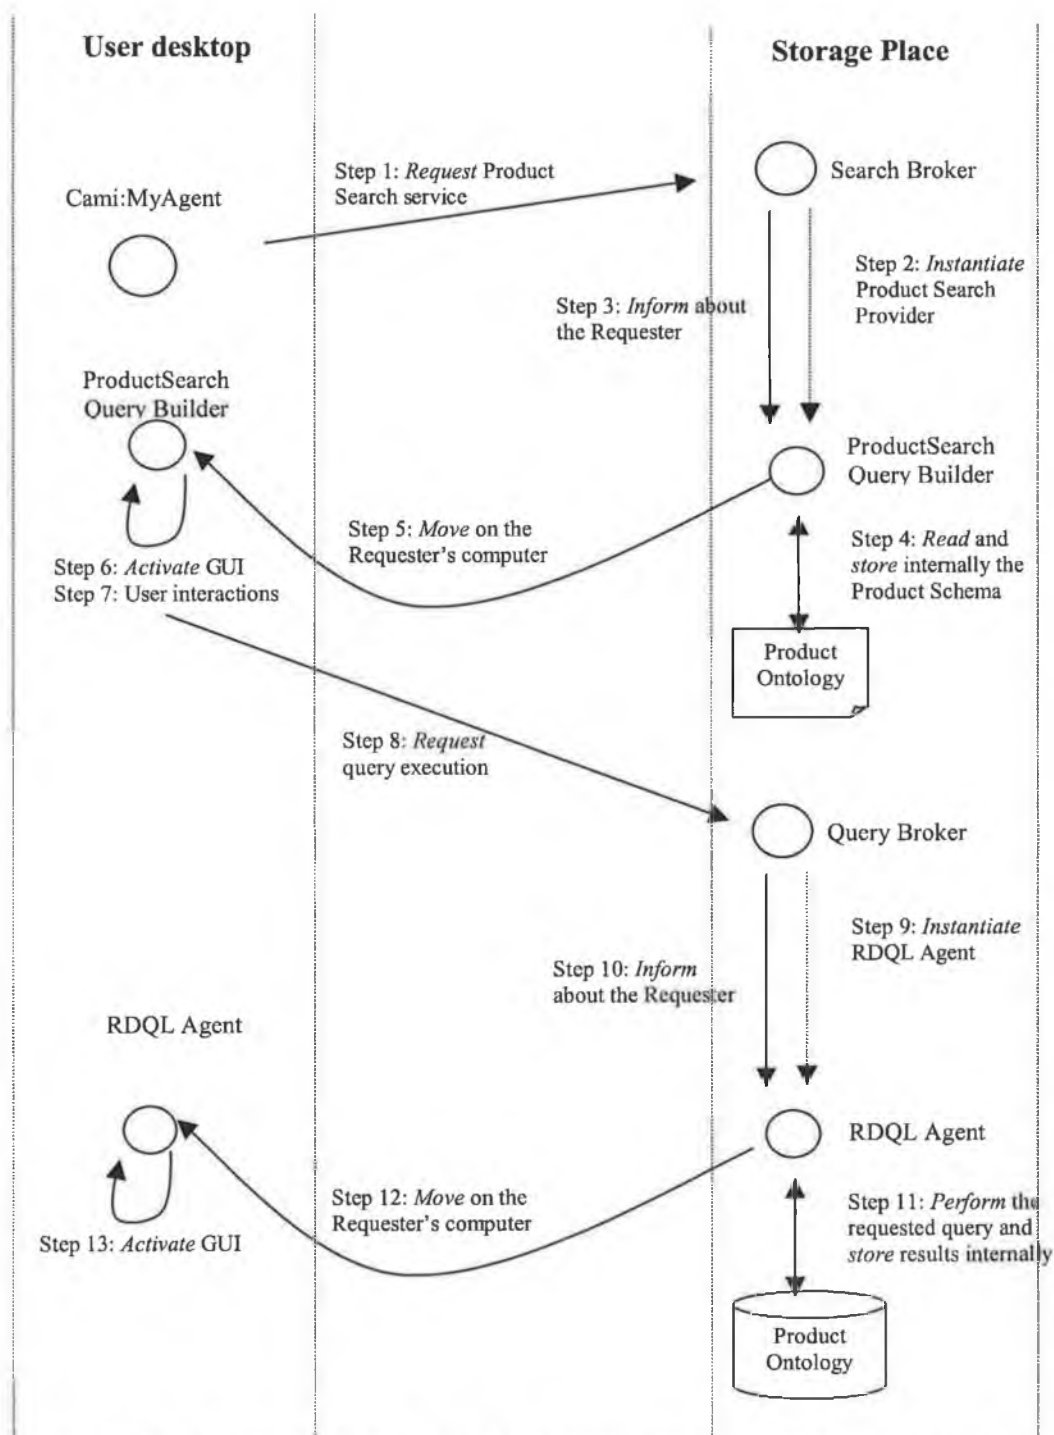 User desktop
Storage Place
Step 1: Request Product
Search service
Search Broker
Cami:MyAgent
Step 2: Instantiate
Product Search
Provider
Step 3: Inform about
the Requester
ProductSearch
Query Builder
ProductSearch
Query Builder
Step 5: Move on the
Requester's computer
Step 4: Read and
store internally the
Product Schema
Step 6: Activate GUI
Step 7: User interactions
Product
Ontology
Step 8: Request
query execution
Query Broker
Step 9: Instantiate
RDQL Agent
Step 10: Inform
about the Requester
RDQL Agent
RDQL Agent
Step 12: Move on the
Requester's computer
Step 11: Perform the
requested query and
store results internally
Step 13: Activate GUI
Product
Ontology